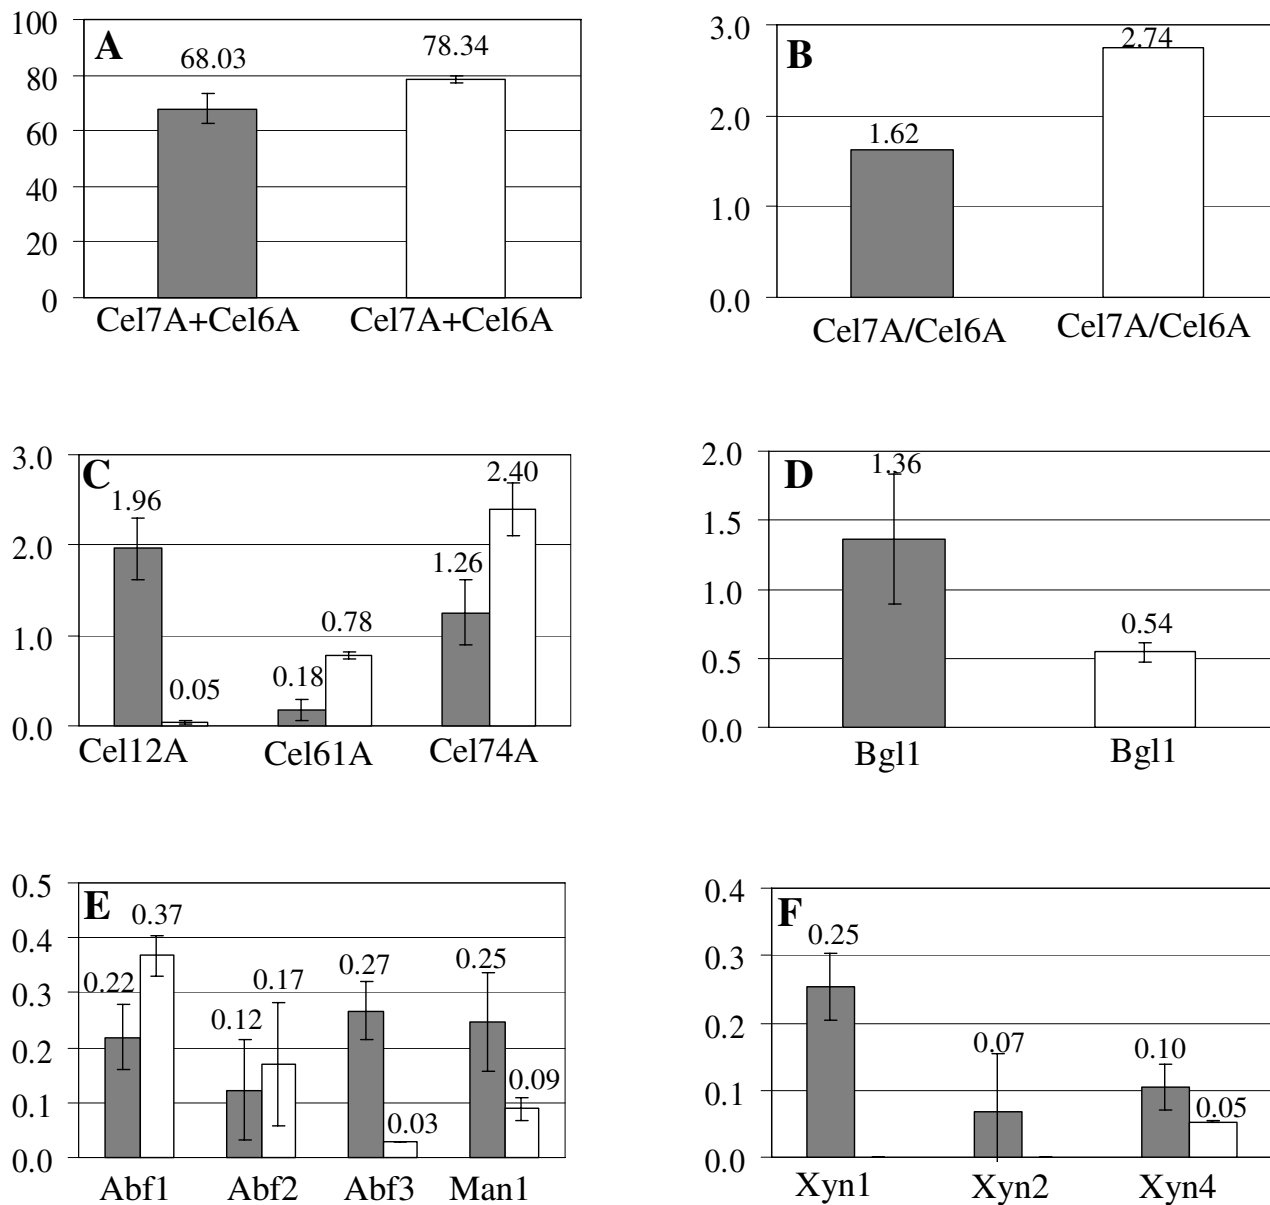 A
100
80
60
40
20
0
68.03
78.34
Cel7A+Cel6A
Cel7A+Cel6A
B
3.0
2.0
1.0
0.0
1.62
2.74
Cel7A/Cel6A
Cel7A/Cel6A
C
3.0
2.0
1.0
0.0
1.96
0.05
0.18
0.78
1.26
2.40
Cel12A
Cel61A
Cel74A
D
2.0
1.5
1.0
0.5
0.0
1.36
0.54
Bgl1
Bgl1
E
0.5
0.4
0.3
0.2
0.1
0.0
0.22
0.37
0.12
0.17
0.27
0.03
0.25
0.09
Abf1
Abf2
Abf3
Man1
F
0.4
0.3
0.2
0.1
0.0
0.25
0.07
0.10
0.05
Xyn1
Xyn2
Xyn4